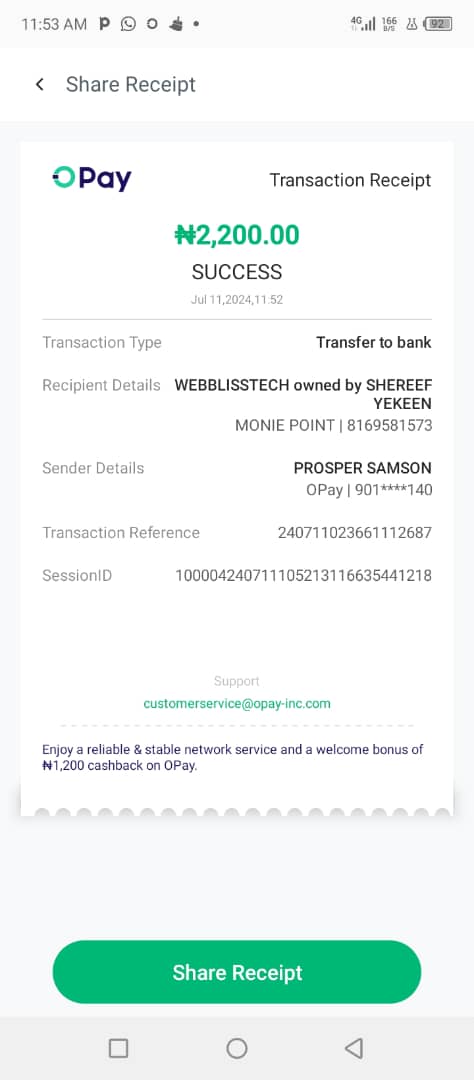 11:53 AM
4G 166 B/S 92
Share Receipt
OPay
Transaction Receipt
₦2,200.00
SUCCESS
Jul 11,2024,11:52
Transaction Type Transfer to bank
Recipient Details WEBBLISSTECH owned by SHEREEF
YEKEEN
MONIE POINT | 8169581573
Sender Details PROSPER SAMSON
OPay | 901****140
Transaction Reference 240711023661112687
SessionID 100004240711105213116635441218
Support
customerservice@opay-inc.com
Enjoy a reliable & stable network service and a welcome bonus of
₦1,200 cashback on OPay.
Share Receipt